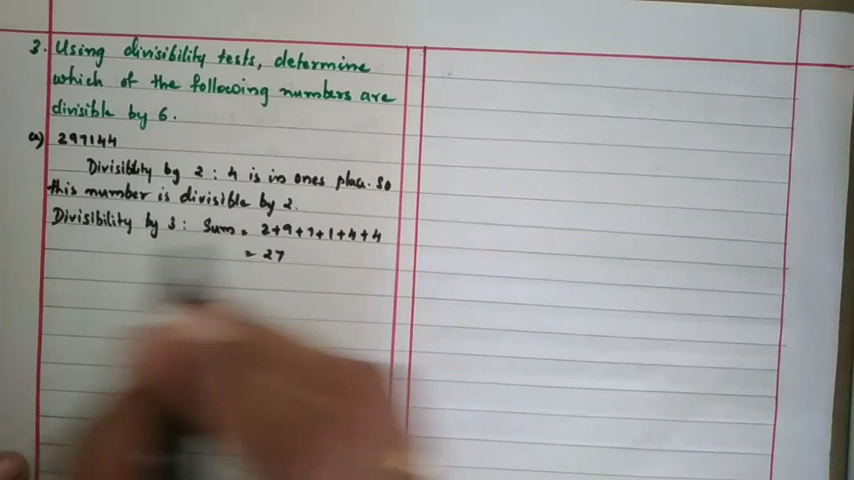 3. Using divisibility tests, determine
which of the following numbers are
divisible by 6.
a) 297144
Divisiblity by 2 : 4 is in ones place. So
this number is divisible by 2.
Divisibility by 3: Sum = 2+9+7+1+4+4
= 27